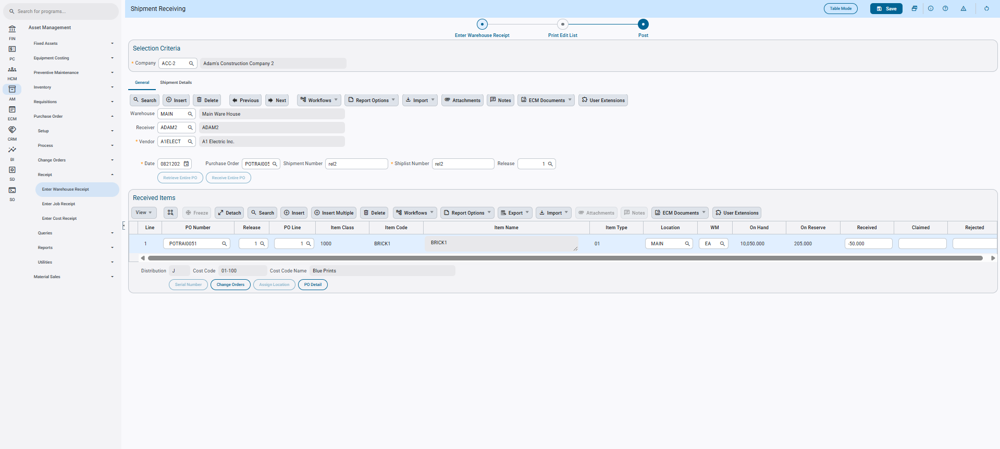 Search for programs...
Shipment Receiving
Table Mode
Save
FIN
PC
HCM
AM
ECM
CRM
BI
SD
SO
Asset Management
Fixed Assets
Equipment Costing
Preventive Maintenance
Inventory
Requisitions
Purchase Order
Setup
Process
Change Orders
Receipt
Enter Warehouse Receipt
Enter Job Receipt
Enter Cost Receipt
Queries
Reports
Utilities
Material Sales
Enter Warehouse Receipt Print Edit List Post
Selection Criteria
* Company ACC-2 Adam's Construction Company 2
General Shipment Details
Search Insert Delete Previous Next Workflows Report Options Import Attachments Notes ECM Documents User Extensions
Warehouse MAIN Main Ware House
Receiver ADAM2 ADAM2
* Vendor A1ELECT A1 Electric Inc.
* Date 0821202 Purchase Order POTRAI005 Shipment Number rel2 * Shiplist Number rel2 Release 1
Retrieve Entire PO Receive Entire PO
Received Items
View Freeze Detach Search Insert Insert Multiple Delete Workflows Report Options Export Import Attachments Notes ECM Documents User Extensions
Line PO Number Release PO Line Item Class Item Code Item Name Item Type Location WM On Hand On Reserve Received Claimed Rejected
1 POTRAI0051 1 1 1000 BRICK1 BRICK1 01 MAIN EA 10,050.000 205.000 -50.000
Distribution J Cost Code 01-100 Cost Code Name Blue Prints
Serial Number Change Orders Assign Location PO Detail